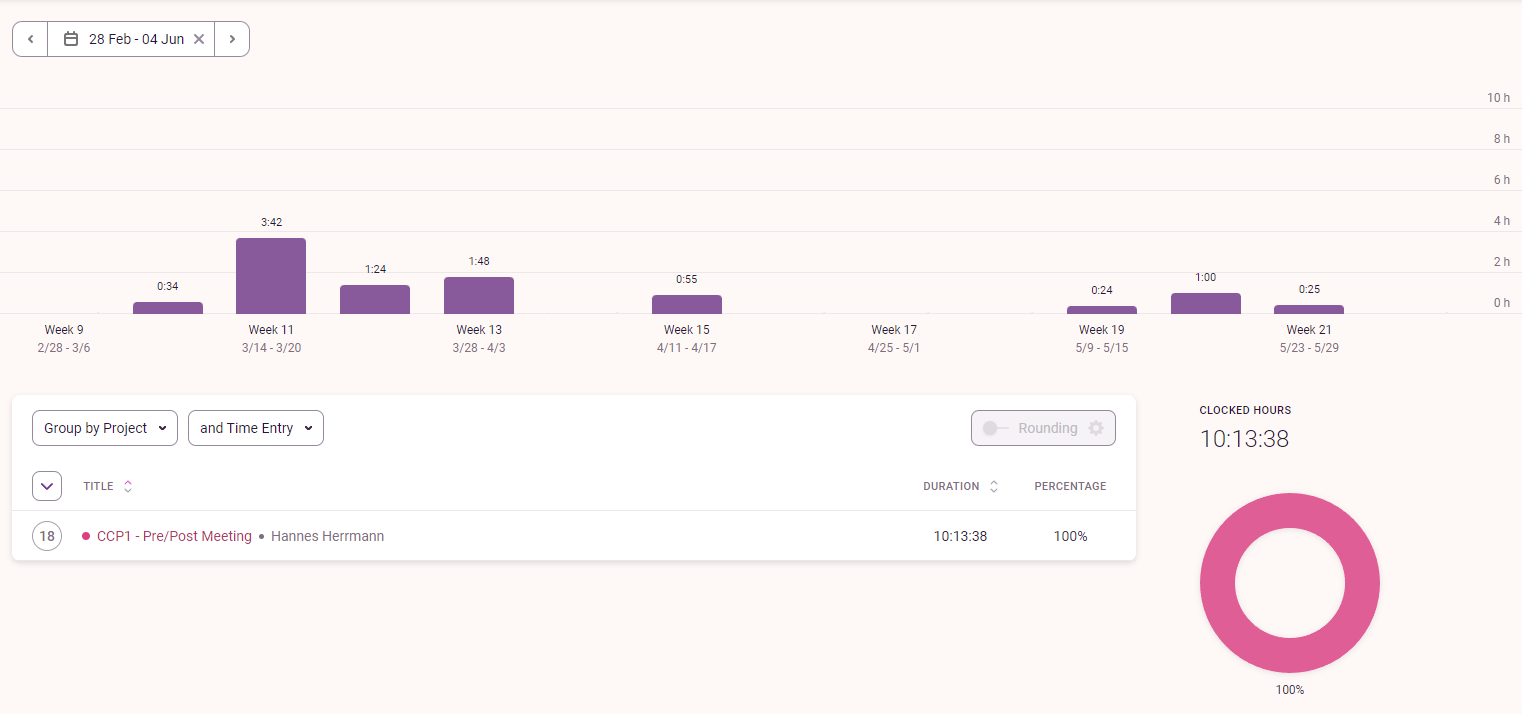 28 Feb - 04 Jun
10 h
8 h
6 h
4 h
2 h
0 h
0:34
3:42
1:24
1:48
0:55
0:24
1:00
0:25
Week 9
2/28 - 3/6
Week 11
3/14 - 3/20
Week 13
3/28 - 4/3
Week 15
4/11 - 4/17
Week 17
4/25 - 5/1
Week 19
5/9 - 5/15
Week 21
5/23 - 5/29
Group by Project
and Time Entry
Rounding
TITLE DURATION PERCENTAGE
18 CCP1 - Pre/Post Meeting • Hannes Herrmann 10:13:38 100%
CLOCKED HOURS
10:13:38
100%